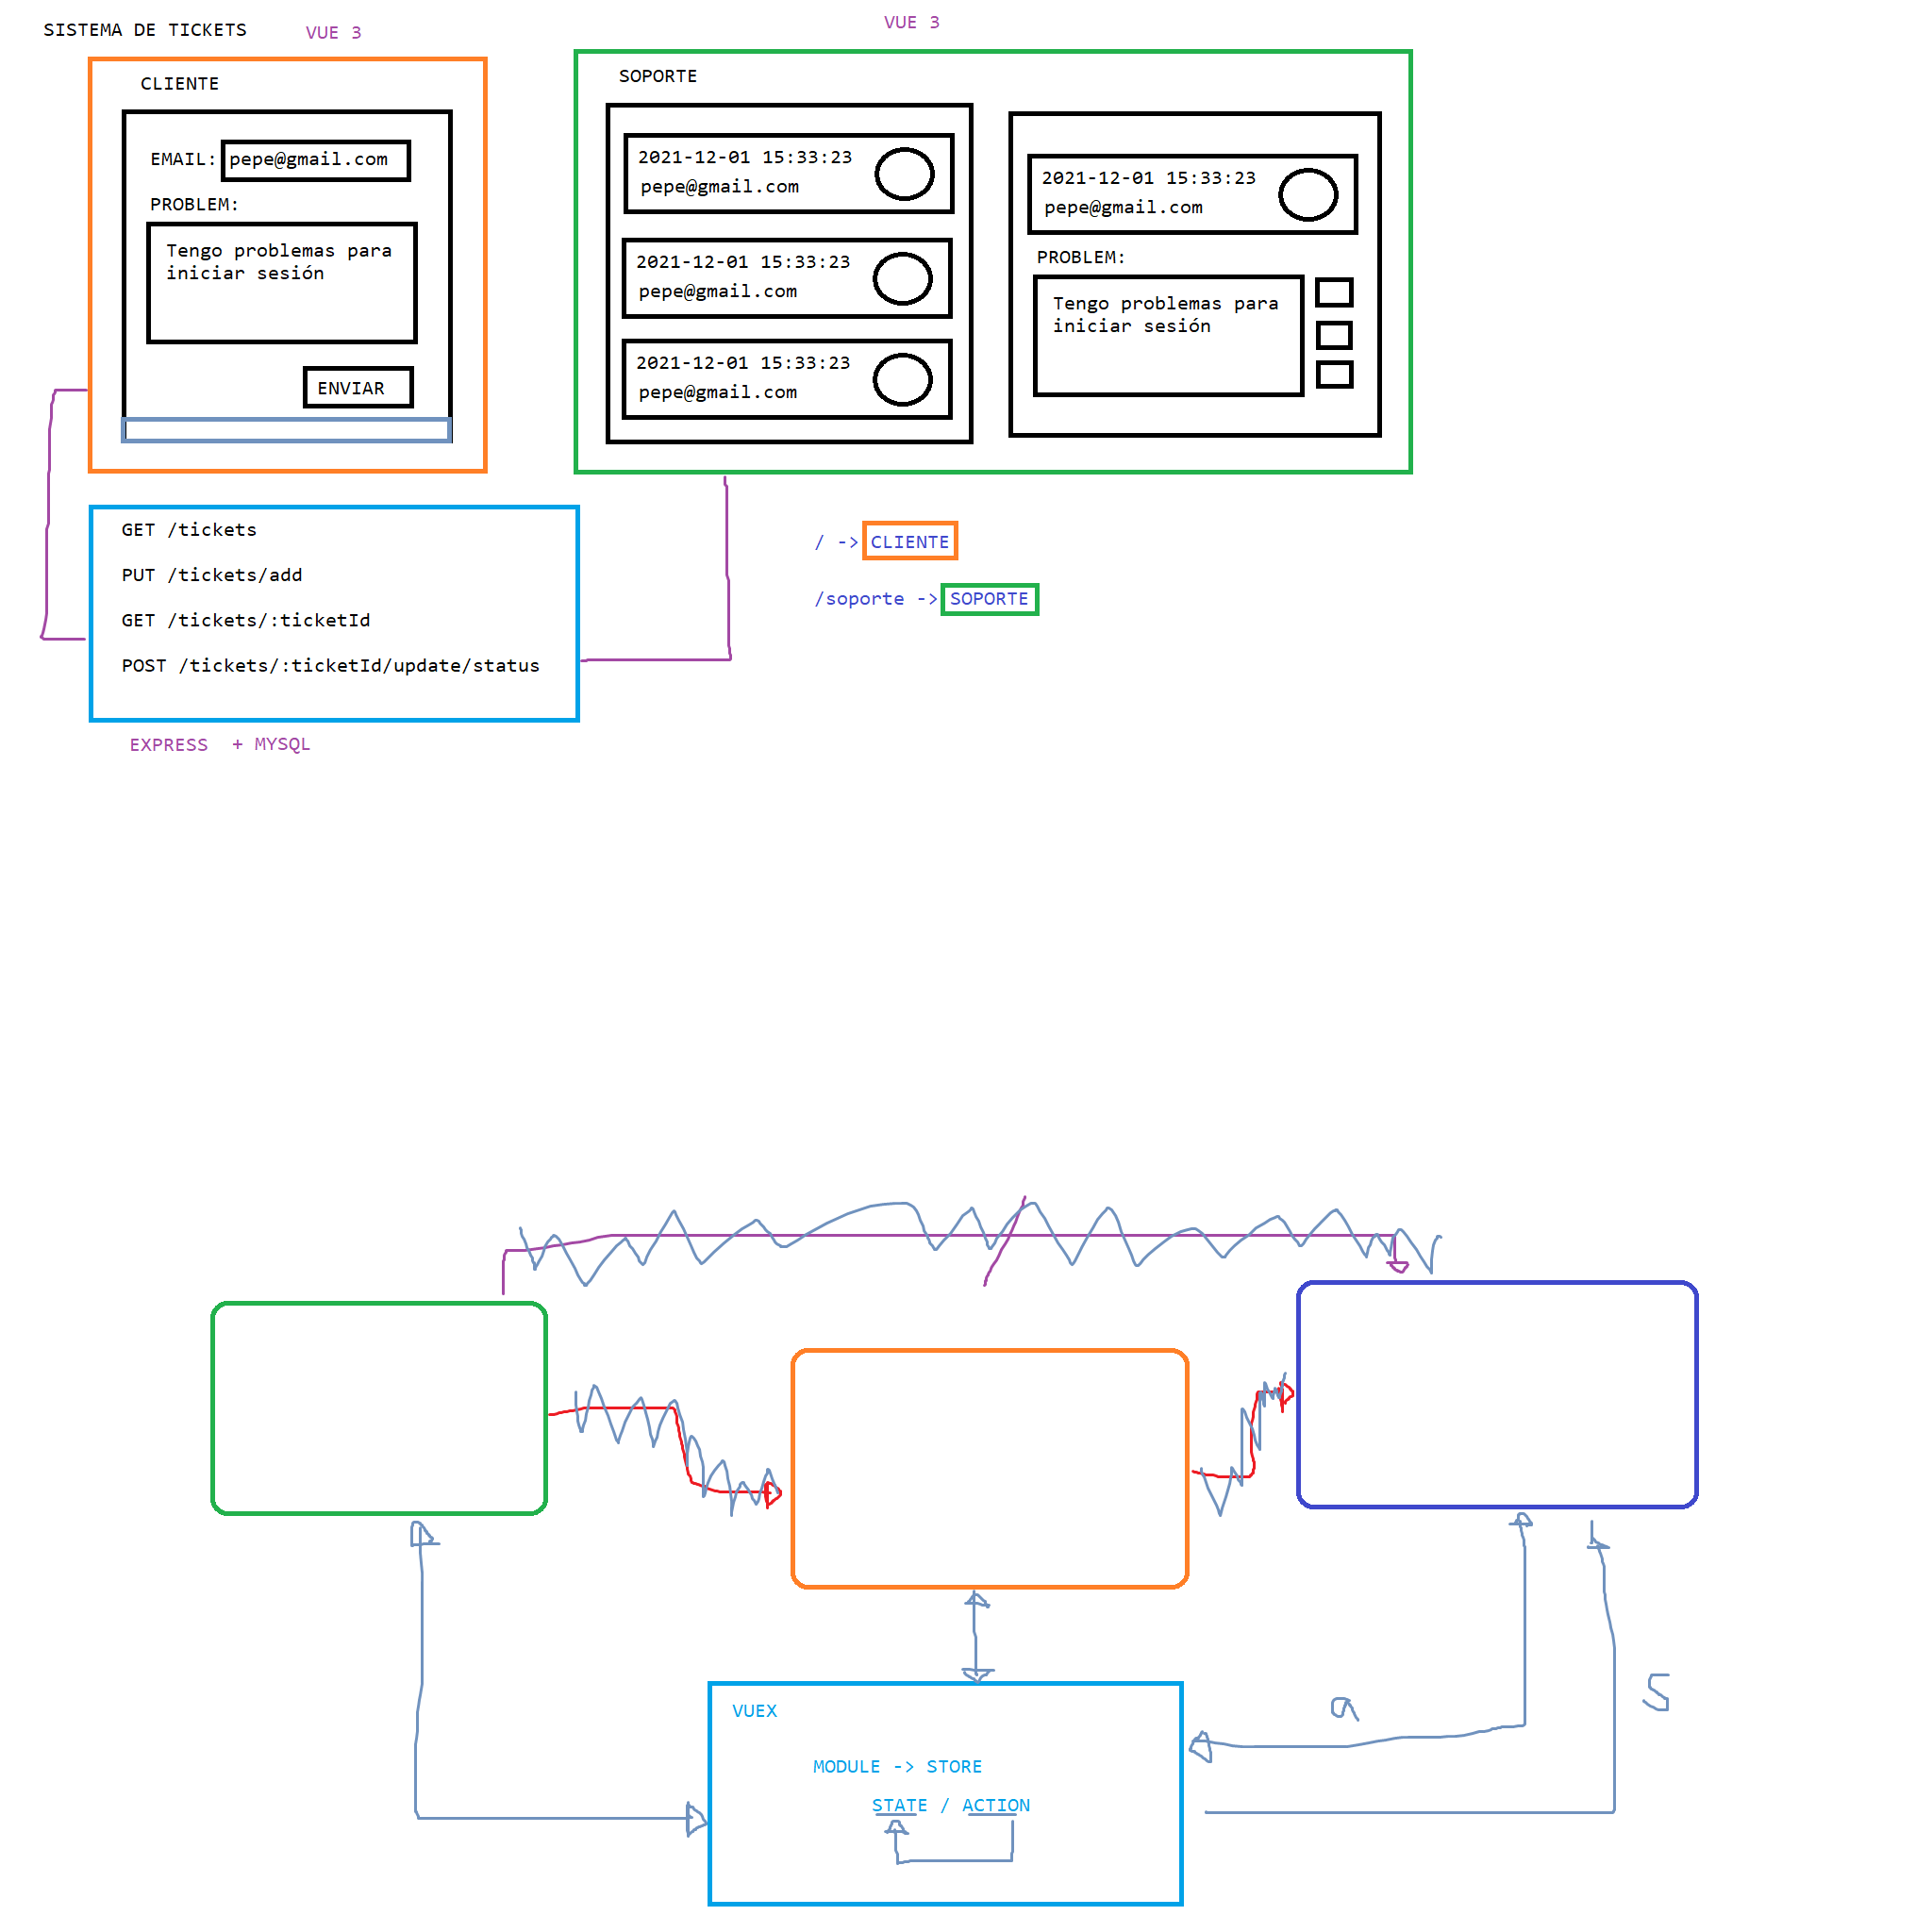 SISTEMA DE TICKETS
VUE 3
CLIENTE
EMAIL: pepe@gmail.com
PROBLEM:
Tengo problemas para
iniciar sesión
ENVIAR
VUE 3
SOPORTE
2021-12-01 15:33:23
pepe@gmail.com
2021-12-01 15:33:23
pepe@gmail.com
2021-12-01 15:33:23
pepe@gmail.com
2021-12-01 15:33:23
pepe@gmail.com
PROBLEM:
Tengo problemas para
iniciar sesión
GET /tickets
PUT /tickets/add
GET /tickets/:ticketId
POST /tickets/:ticketId/update/status
EXPRESS + MYSQL
/ -> CLIENTE
/soporte -> SOPORTE
VUEX
MODULE -> STORE
STATE / ACTION
a
S